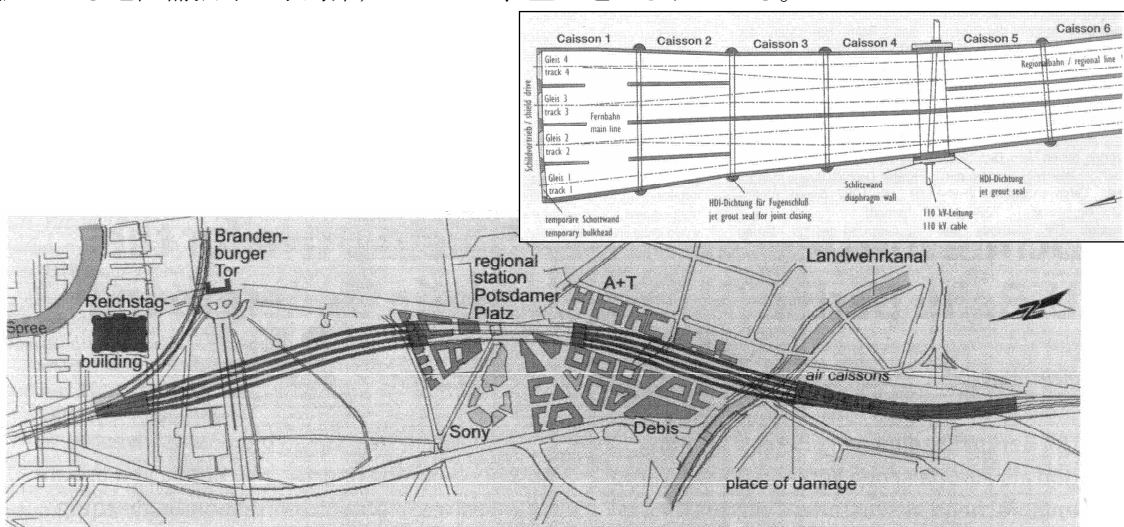 Caisson 1 Caisson 2 Caisson 3 Caisson 4 Caisson 5 Caisson 6
Gleis 4
track 4
Regionalbahn / regional line
Gleis 3
track 3
Fernbahn
main line
Gleis 2
track 2
Gleis 1
track 1
Schildvortrieb / shield drive
temporäre Schottwand
temporary bulkhead
HDI-Dichtung für Fugenschluß
jet grout seal for joint closing
Schlitzwand
diaphragm wall
110 kV-Leitung
110 kV cable
HDI-Dichtung
jet grout seal
Branden-
burger
Tor
Reichstag-
building
Spree
regional
station
Potsdamer
Platz
A+T
Landwehrkanal
air caissons
Sony
Debis
place of damage